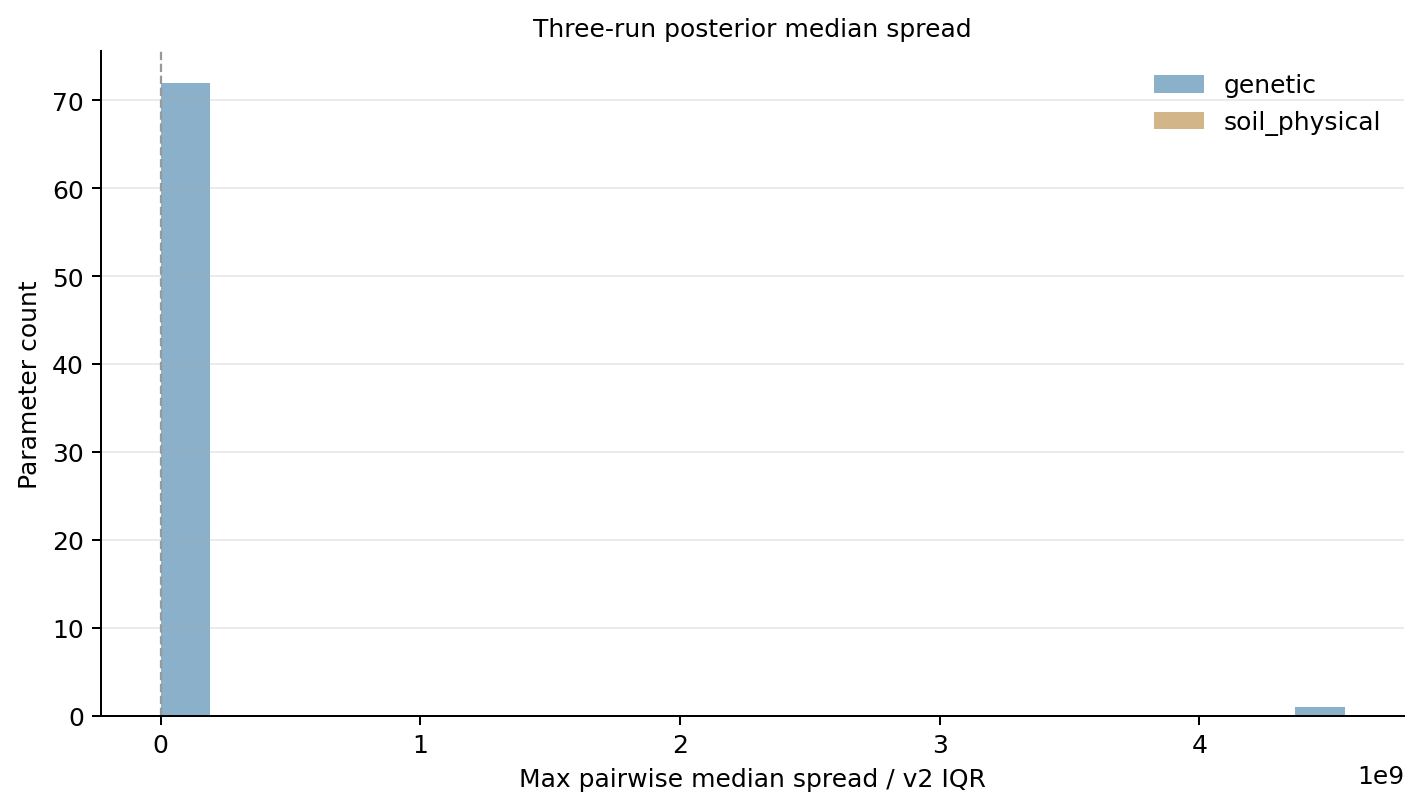 Three-run posterior median spread
genetic
soil_physical
Parameter count
70
60
50
40
30
20
10
0
0 1 2 3 4
1e9
Max pairwise median spread / v2 IQR